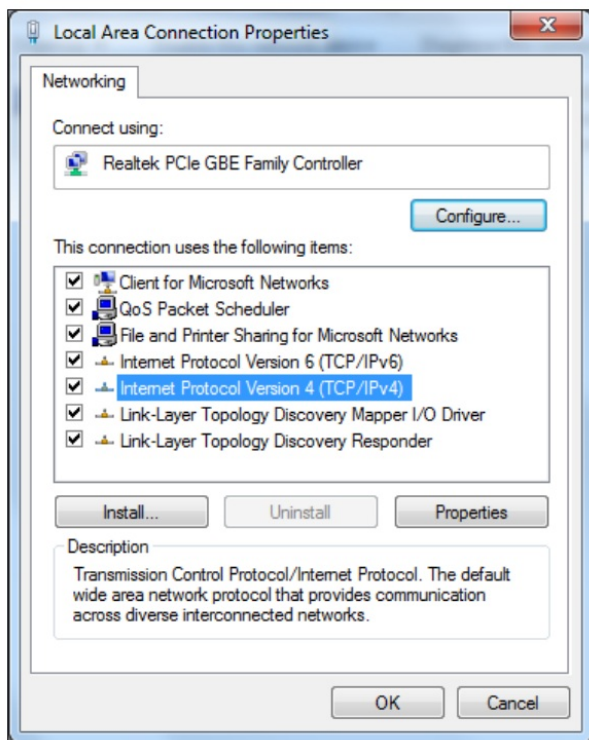 Local Area Connection Properties
Networking
Connect using:
Realtek PCIe GBE Family Controller
Configure...
This connection uses the following items:
Client for Microsoft Networks
QoS Packet Scheduler
File and Printer Sharing for Microsoft Networks
Internet Protocol Version 6 (TCP/IPv6)
Internet Protocol Version 4 (TCP/IPv4)
Link-Layer Topology Discovery Mapper I/O Driver
Link-Layer Topology Discovery Responder
Install...
Uninstall
Properties
Description
Transmission Control Protocol/Internet Protocol. The default
wide area network protocol that provides communication
across diverse interconnected networks.
OK
Cancel